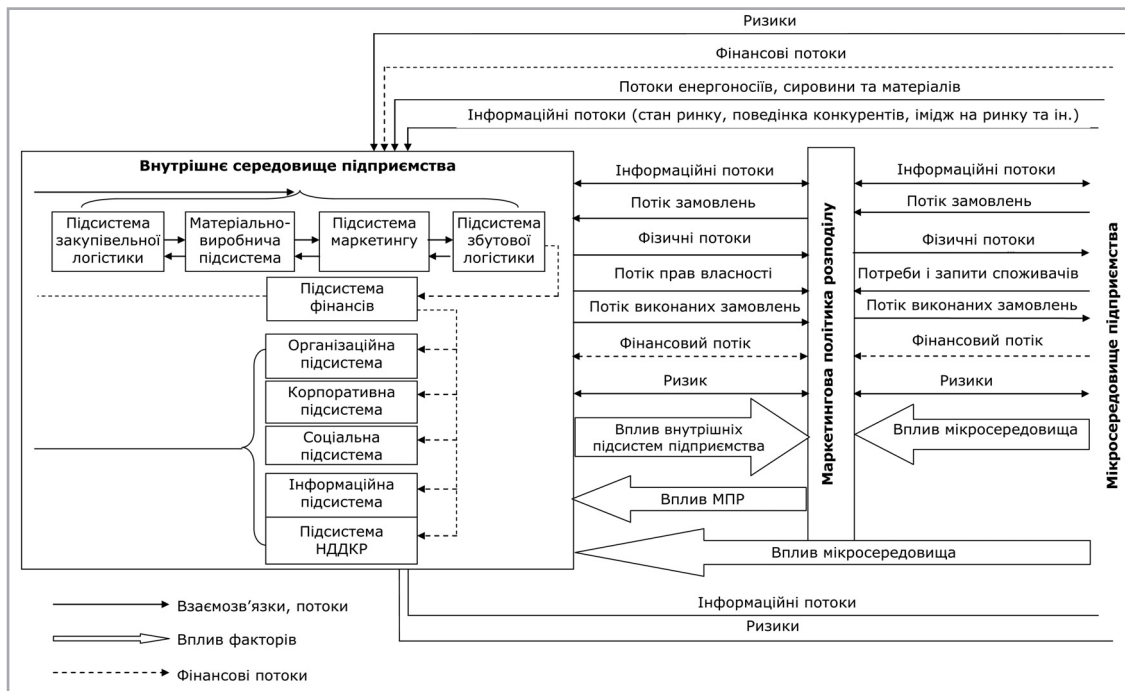 Ризики
Фінансові потоки
Потоки енергоносіїв, сировини та матеріалів
Інформаційні потоки (стан ринку, поведінка конкурентів, імідж на ринку та ін.)
Внутрішнє середовище підприємства
Підсистема
закупівельної
логістики
Матеріально-
виробнича
підсистема
Підсистема
маркетингу
Підсистема
збутової
логістики
Підсистема
фінансів
Організаційна
підсистема
Корпоративна
підсистема
Соціальна
підсистема
Інформаційна
підсистема
Підсистема
НДДКР
Інформаційні потоки
Потік замовлень
Фізичні потоки
Потік прав власності
Потік виконаних замовлень
Фінансовий потік
Ризик
Вплив внутрішніх
підсистем підприємства
Вплив МПР
Маркетингова політика розподілу
Інформаційні потоки
Потік замовлень
Фізичні потоки
Потреби і запити споживачів
Потік виконаних замовлень
Фінансовий потік
Ризики
Вплив мікросередовища
Вплив мікросередовища
Мікросередовище підприємства
Інформаційні потоки
Ризики
Взаємозв’язки, потоки
Вплив факторів
Фінансові потоки